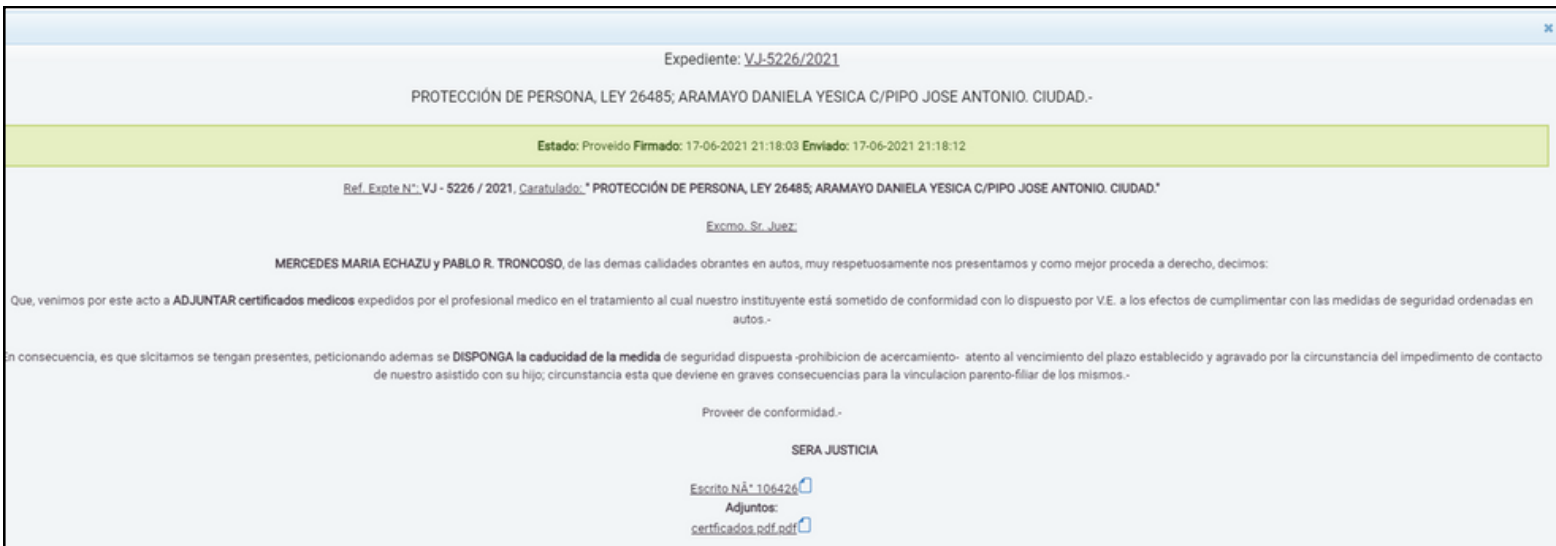 Expediente: VJ-5226/2021
PROTECCIÓN DE PERSONA, LEY 26485; ARAMAYO DANIELA YESICA C/PIPO JOSE ANTONIO. CIUDAD.-
Estado: Proveido Firmado: 17-06-2021 21:18:03 Enviado: 17-06-2021 21:18:12
Ref. Expte N°: VJ - 5226 / 2021, Caratulado: " PROTECCIÓN DE PERSONA, LEY 26485; ARAMAYO DANIELA YESICA C/PIPO JOSE ANTONIO. CIUDAD."
Excmo. Sr. Juez:
MERCEDES MARIA ECHAZU y PABLO R. TRONCOSO, de las demas calidades obrantes en autos, muy respetuosamente nos presentamos y como mejor proceda a derecho, decimos:
Que, venimos por este acto a ADJUNTAR certificados medicos expedidos por el profesional medico en el tratamiento al cual nuestro instituyente está sometido de conformidad con lo dispuesto por V.E. a los efectos de cumplimentar con las medidas de seguridad ordenadas en
autos.-
En consecuencia, es que slcitamos se tengan presentes, peticionando ademas se DISPONGA la caducidad de la medida de seguridad dispuesta -prohibicion de acercamiento- atento al vencimiento del plazo establecido y agravado por la circunstancia del impedimento de contacto
de nuestro asistido con su hijo; circunstancia esta que deviene en graves consecuencias para la vinculacion parento-filiar de los mismos.-
Proveer de conformidad.-
SERA JUSTICIA
Escrito NÂ° 106426
Adjuntos:
certficados pdf.pdf